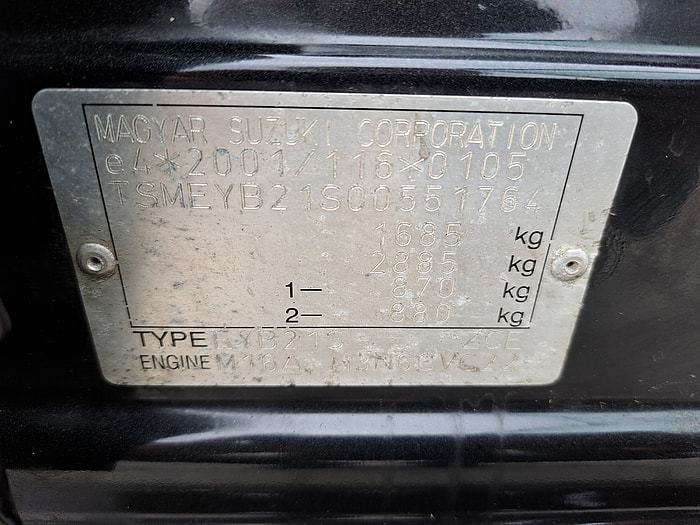 MAGYAR SUZUKI CORPORATION
e4*2001/116*0105
TSMEYB21S00551764
1685 kg
2885 kg
1— 870 kg
2— 880 kg
TYPE
ENGINE M16A